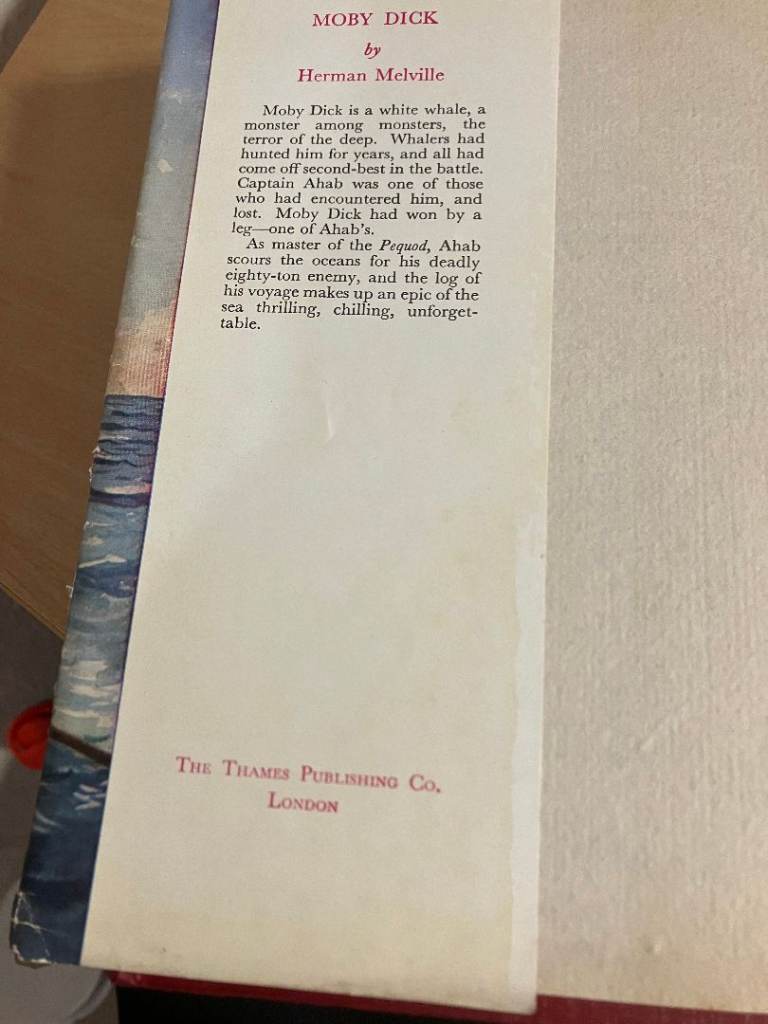 MOBY DICK
by
Herman Melville
Moby Dick is a white whale, a
monster among monsters, the
terror of the deep. Whalers had
hunted him for years, and all had
come off second-best in the battle.
Captain Ahab was one of those
who had encountered him, and
lost. Moby Dick had won by a
leg—one of Ahab's.
As master of the Pequod, Ahab
scours the oceans for his deadly
eighty-ton enemy, and the log of
his voyage makes up an epic of the
sea thrilling, chilling, unforget-
table.
THE THAMES PUBLISHING CO.
LONDON